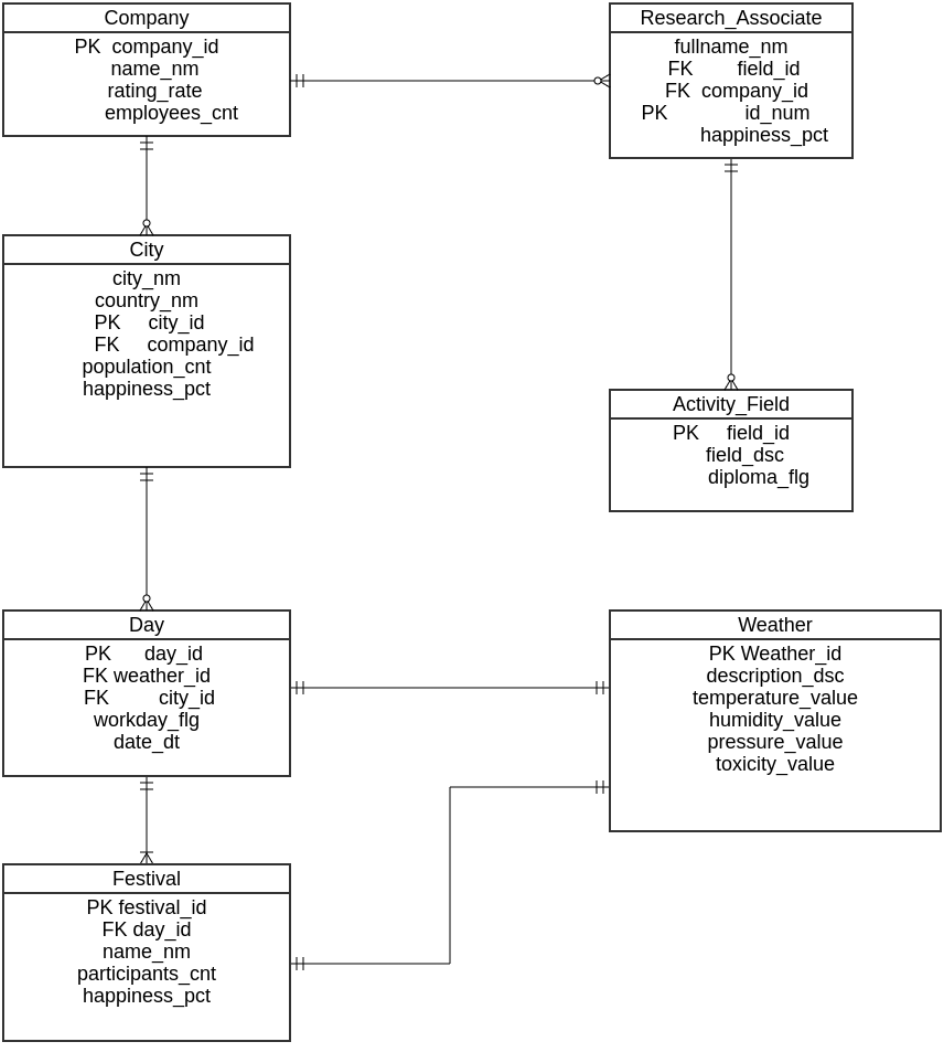 Company
PK company_id
name_nm
rating_rate
employees_cnt
Research_Associate
fullname_nm
FK field_id
FK company_id
PK id_num
happiness_pct
City
city_nm
country_nm
PK city_id
FK company_id
population_cnt
happiness_pct
Activity_Field
PK field_id
field_dsc
diploma_flg
Day
PK day_id
FK weather_id
FK city_id
workday_flg
date_dt
Weather
PK Weather_id
description_dsc
temperature_value
humidity_value
pressure_value
toxicity_value
Festival
PK festival_id
FK day_id
name_nm
participants_cnt
happiness_pct